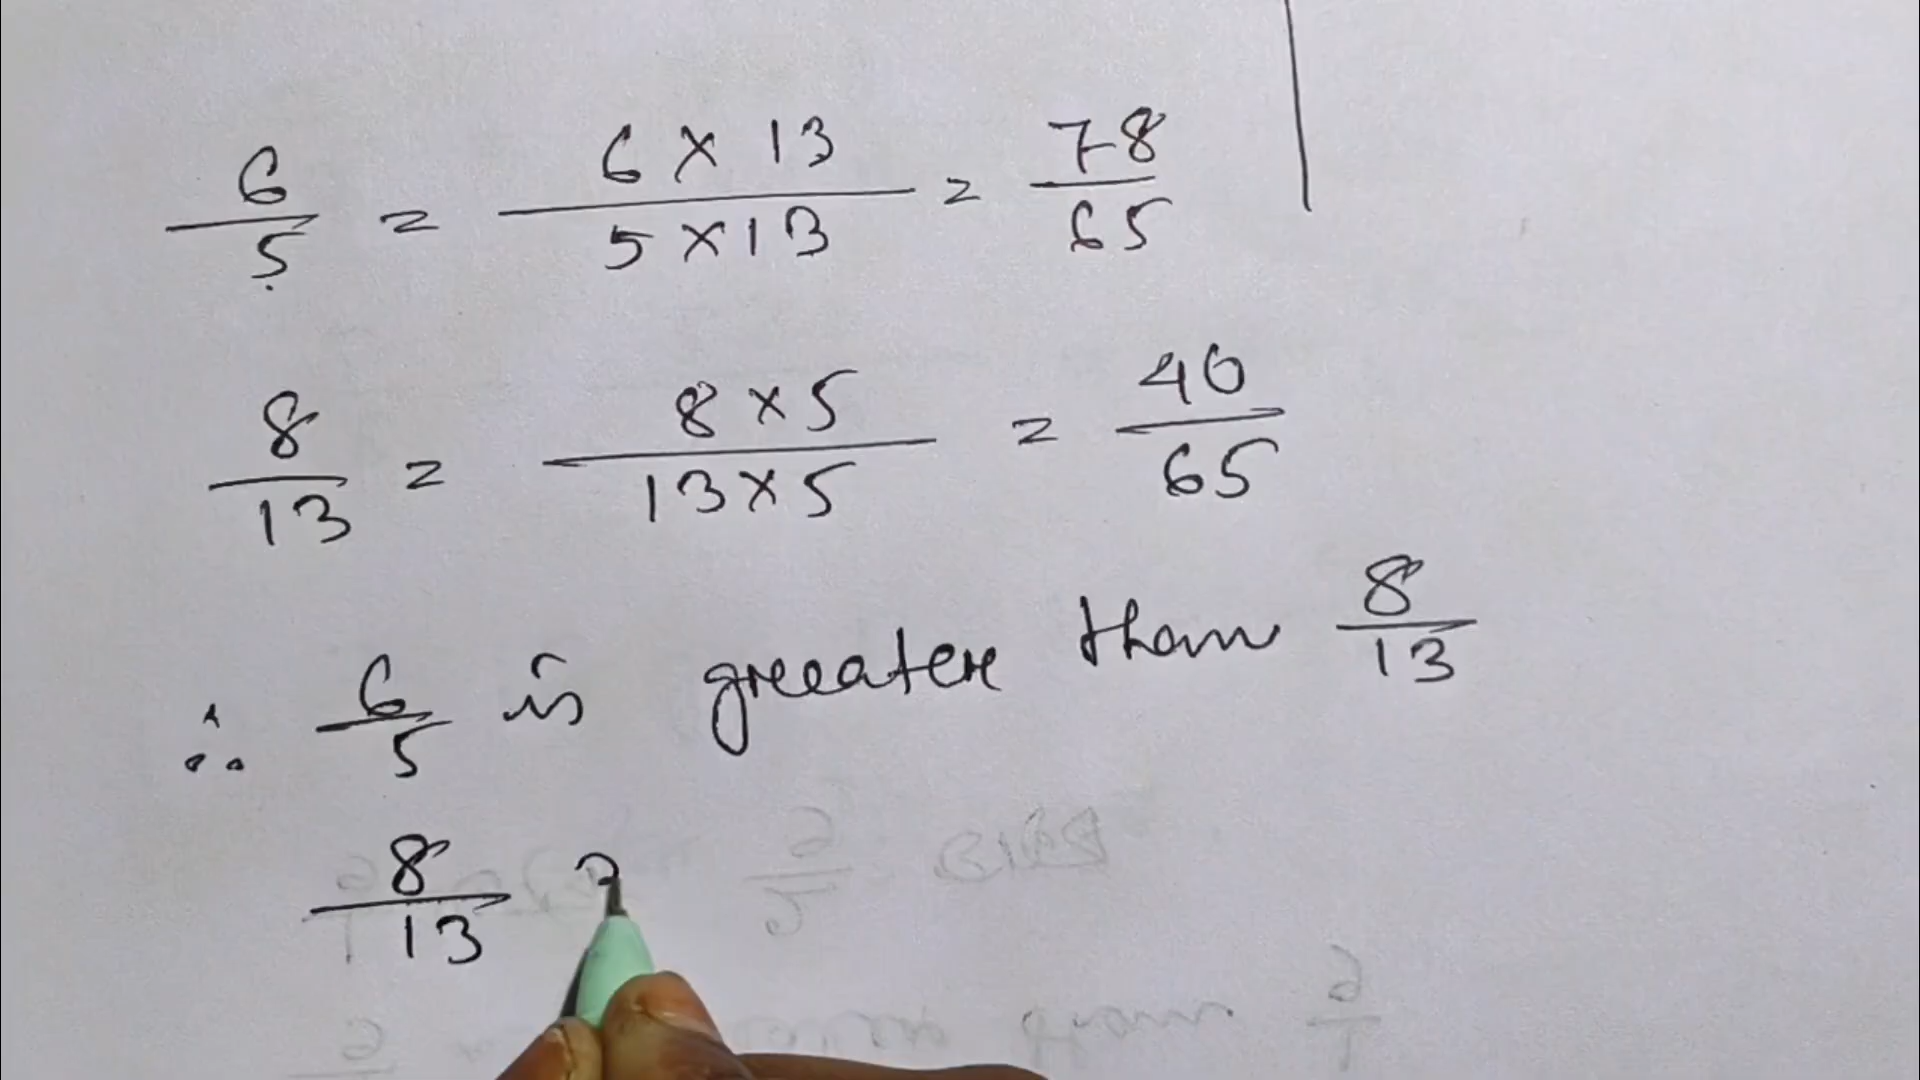 6/5 = 6 × 13 / 5 × 13 = 78/65
8/13 = 8 × 5 / 13 × 5 = 40/65
∴ 6/5 is greeater than 8/13
8/13